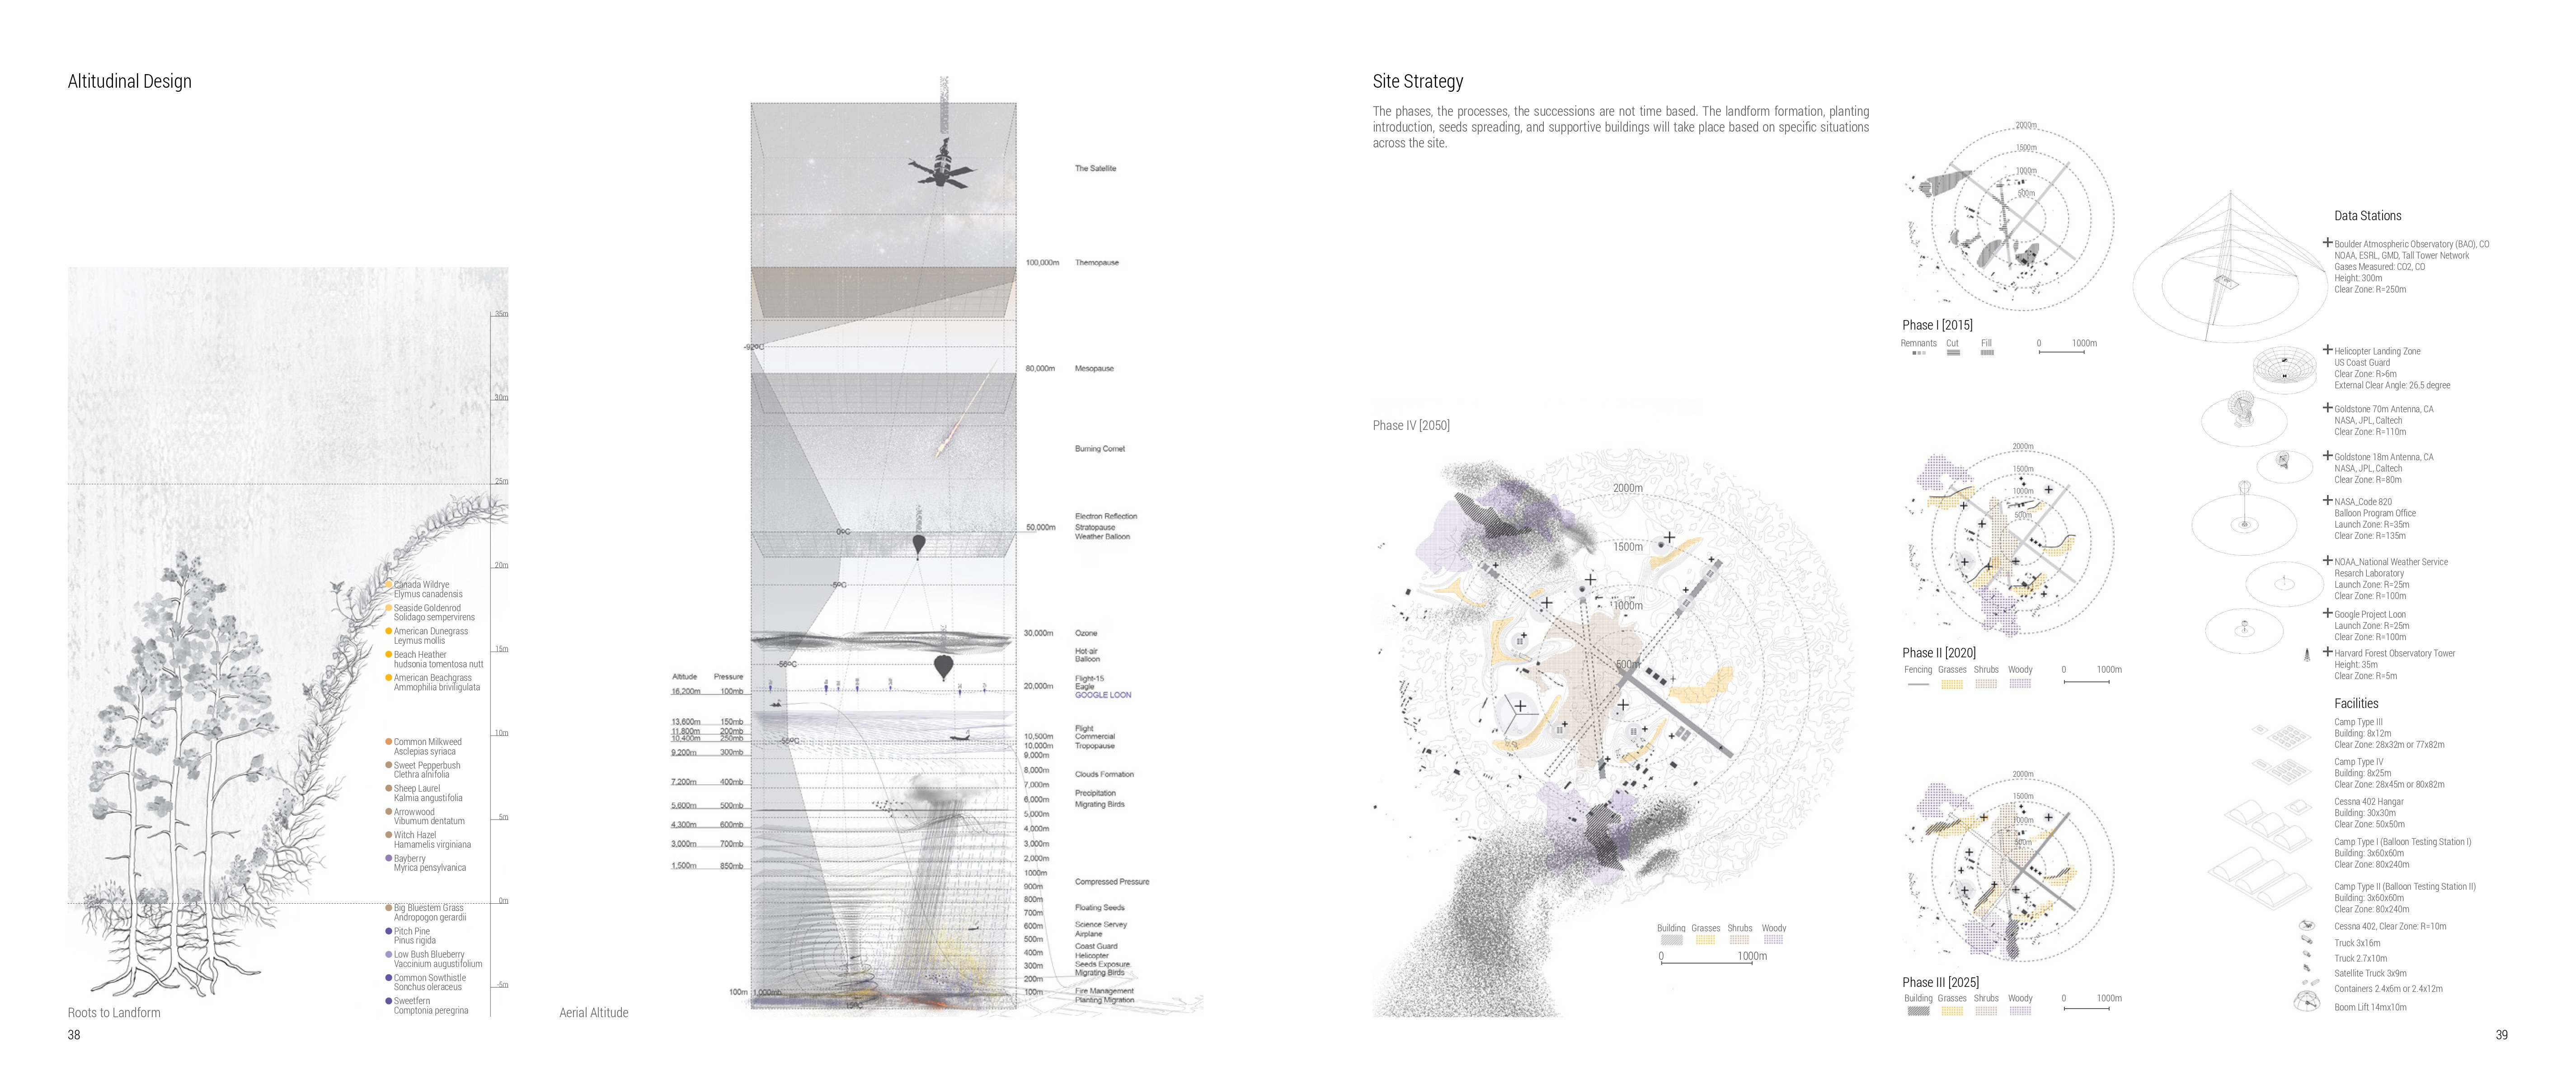 Altitudinal Design
35m
30m
25m
20m
15m
10m
5m
0m
-5m
Canada Wildrye
Elymus canadensis
Seaside Goldenrod
Solidago sempervirens
American Dunegrass
Leymus mollis
Beach Heather
hudsonia tomentosa nutt
American Beachgrass
Ammophilia briviligulata
Common Milkweed
Asclepias syriaca
Sweet Pepperbush
Clethra alnifolia
Sheep Laurel
Kalmia angustifolia
Arrowwood
Viburnum dentatum
Witch Hazel
Hamamelis virginiana
Bayberry
Myrica pensylvanica
Big Bluestem Grass
Andropogon gerardii
Pitch Pine
Pinus rigida
Low Bush Blueberry
Vaccinium augustifolium
Common Sowthistle
Sonchus oleraceus
Sweetfern
Comptonia peregrina
Roots to Landform
38
Aerial Altitude
Altitude Pressure
16,200m 100mb
13,600m 150mb
11,800m 200mb
10,400m 250mb
9,200m 300mb
7,200m 400mb
5,600m 500mb
4,300m 600mb
3,000m 700mb
1,500m 850mb
100m 1,000mb
-92ºC
0ºC
-5ºC
-56ºC
-56ºC
15ºC
The Satellite
100,000m Themopause
80,000m Mesopause
Burning Comet
Electron Reflection
50,000m Stratopause
Weather Balloon
30,000m Ozone
Hot-air
Balloon
Flight-15
20,000m Eagle
GOOGLE LOON
Flight
10,500m Commercial
10,000m Tropopause
9,000m
8,000m Clouds Formation
7,000m
Precipitation
6,000m Migrating Birds
5,000m
4,000m
3,000m
2,000m
1000m
Compressed Pressure
900m
800m
Floating Seeds
700m
Science Servey
600m
Airplane
500m
Coast Guard
400m Helicopter
300m Seeds Exposure
Migrating Birds
200m
100m Fire Management
Planting Migration
Site Strategy
The phases, the processes, the successions are not time based. The landform formation, planting
introduction, seeds spreading, and supportive buildings will take place based on specific situations
across the site.
Phase IV [2050]
2000m
1500m
1000m
500m
Building Grasses Shrubs Woody
0 1000m
2000m
1500m
1000m
500m
Phase I [2015]
Remnants Cut Fill 0 1000m
2000m
1500m
1000m
500m
Phase II [2020]
Fencing Grasses Shrubs Woody 0 1000m
2000m
1500m
1000m
500m
Phase III [2025]
Building Grasses Shrubs Woody 0 1000m
Data Stations
Boulder Atmospheric Observatory (BAO), CO
NOAA, ESRL, GMD, Tall Tower Network
Gases Measured: CO2, CO
Height: 300m
Clear Zone: R=250m
Helicopter Landing Zone
US Coast Guard
Clear Zone: R>6m
External Clear Angle: 26.5 degree
H
Goldstone 70m Antenna, CA
NASA, JPL, Caltech
Clear Zone: R=110m
Goldstone 18m Antenna, CA
NASA, JPL, Caltech
Clear Zone: R=80m
NASA_Code 820
Balloon Program Office
Launch Zone: R=35m
Clear Zone: R=135m
NOAA_National Weather Service
Resarch Laboratory
Launch Zone: R=25m
Clear Zone: R=100m
Google Project Loon
Launch Zone: R=25m
Clear Zone: R=100m
Harvard Forest Observatory Tower
Height: 35m
Clear Zone: R=5m
Facilities
Camp Type III
Building: 8x12m
Clear Zone: 28x32m or 77x82m
Camp Type IV
Building: 8x25m
Clear Zone: 28x45m or 80x82m
Cessna 402 Hangar
Building: 30x30m
Clear Zone: 50x50m
Camp Type I (Balloon Testing Station I)
Building: 3x60x60m
Clear Zone: 80x240m
Camp Type II (Balloon Testing Station II)
Building: 3x60x60m
Clear Zone: 80x240m
Cessna 402, Clear Zone: R=10m
Truck 3x16m
Truck 2.7x10m
Satellite Truck 3x9m
Containers 2.4x6m or 2.4x12m
Boom Lift 14mx10m
39